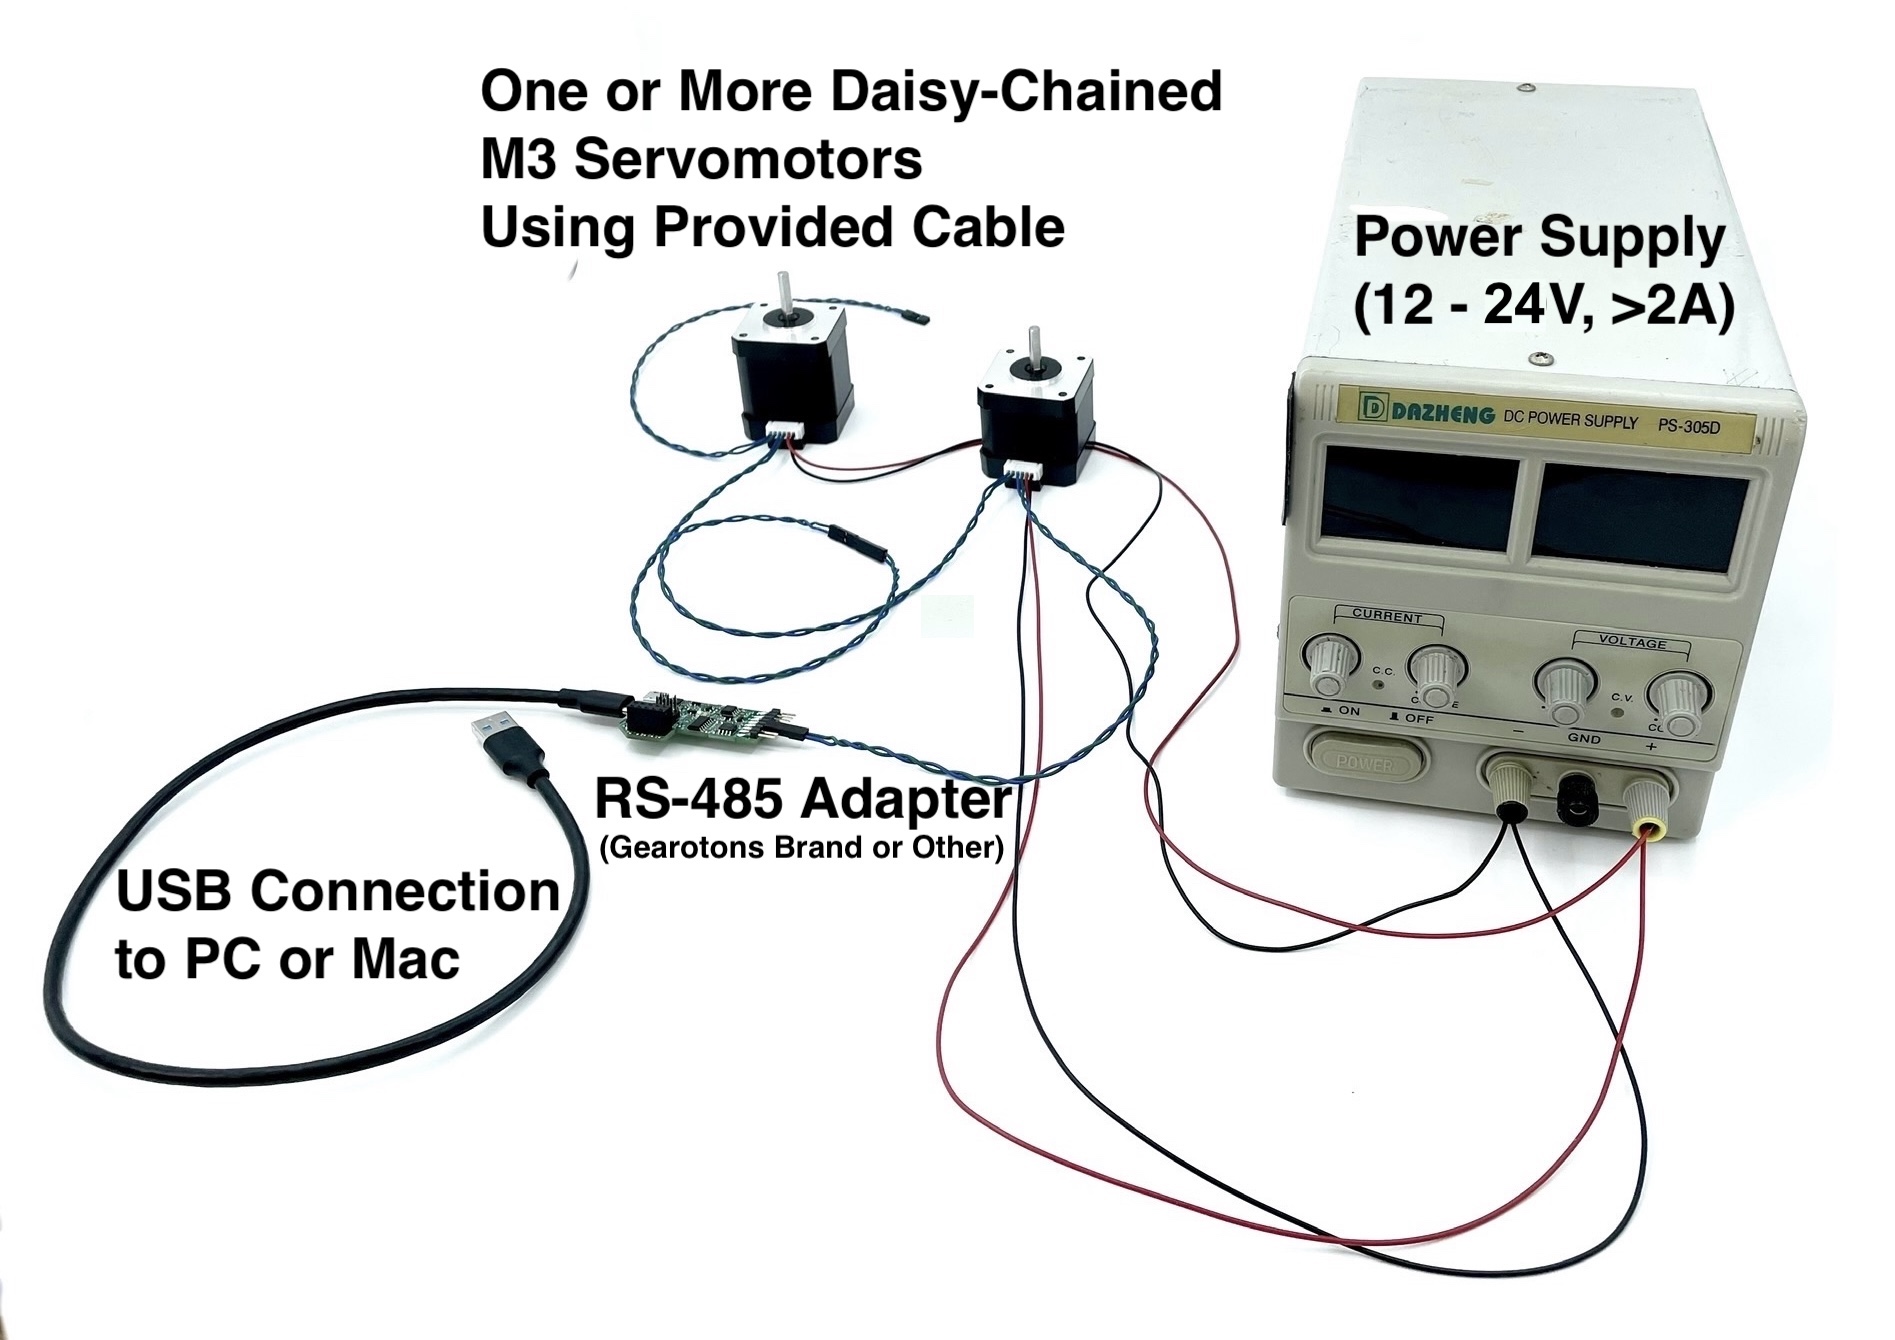 One or More Daisy-Chained
M3 Servomotors
Using Provided Cable
Power Supply
(12 - 24V, >2A)
D DAZHENG DC POWER SUPPLY PS-305D
CURRENT
VOLTAGE
C.C.
C.V.
ON OFF
− GND +
POWER
RS-485 Adapter
(Gearotons Brand or Other)
USB Connection
to PC or Mac